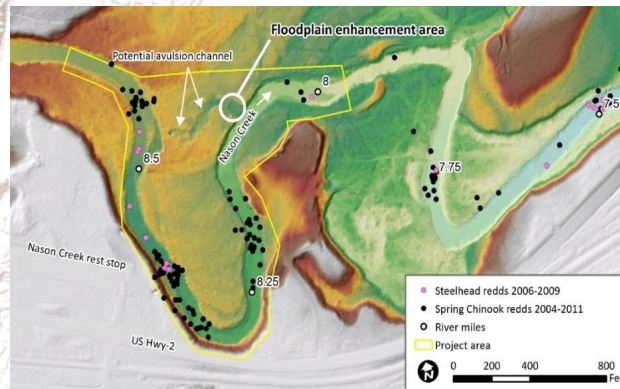 Floodplain enhancement area
Potential avulsion channel
8
7.5
Nason Creek
8.5
7.75
Nason Creek rest stop
8.25
US Hwy-2
Steelhead redds 2006-2009
Spring Chinook redds 2004-2011
River miles
Project area
0 200 400 800
Fe